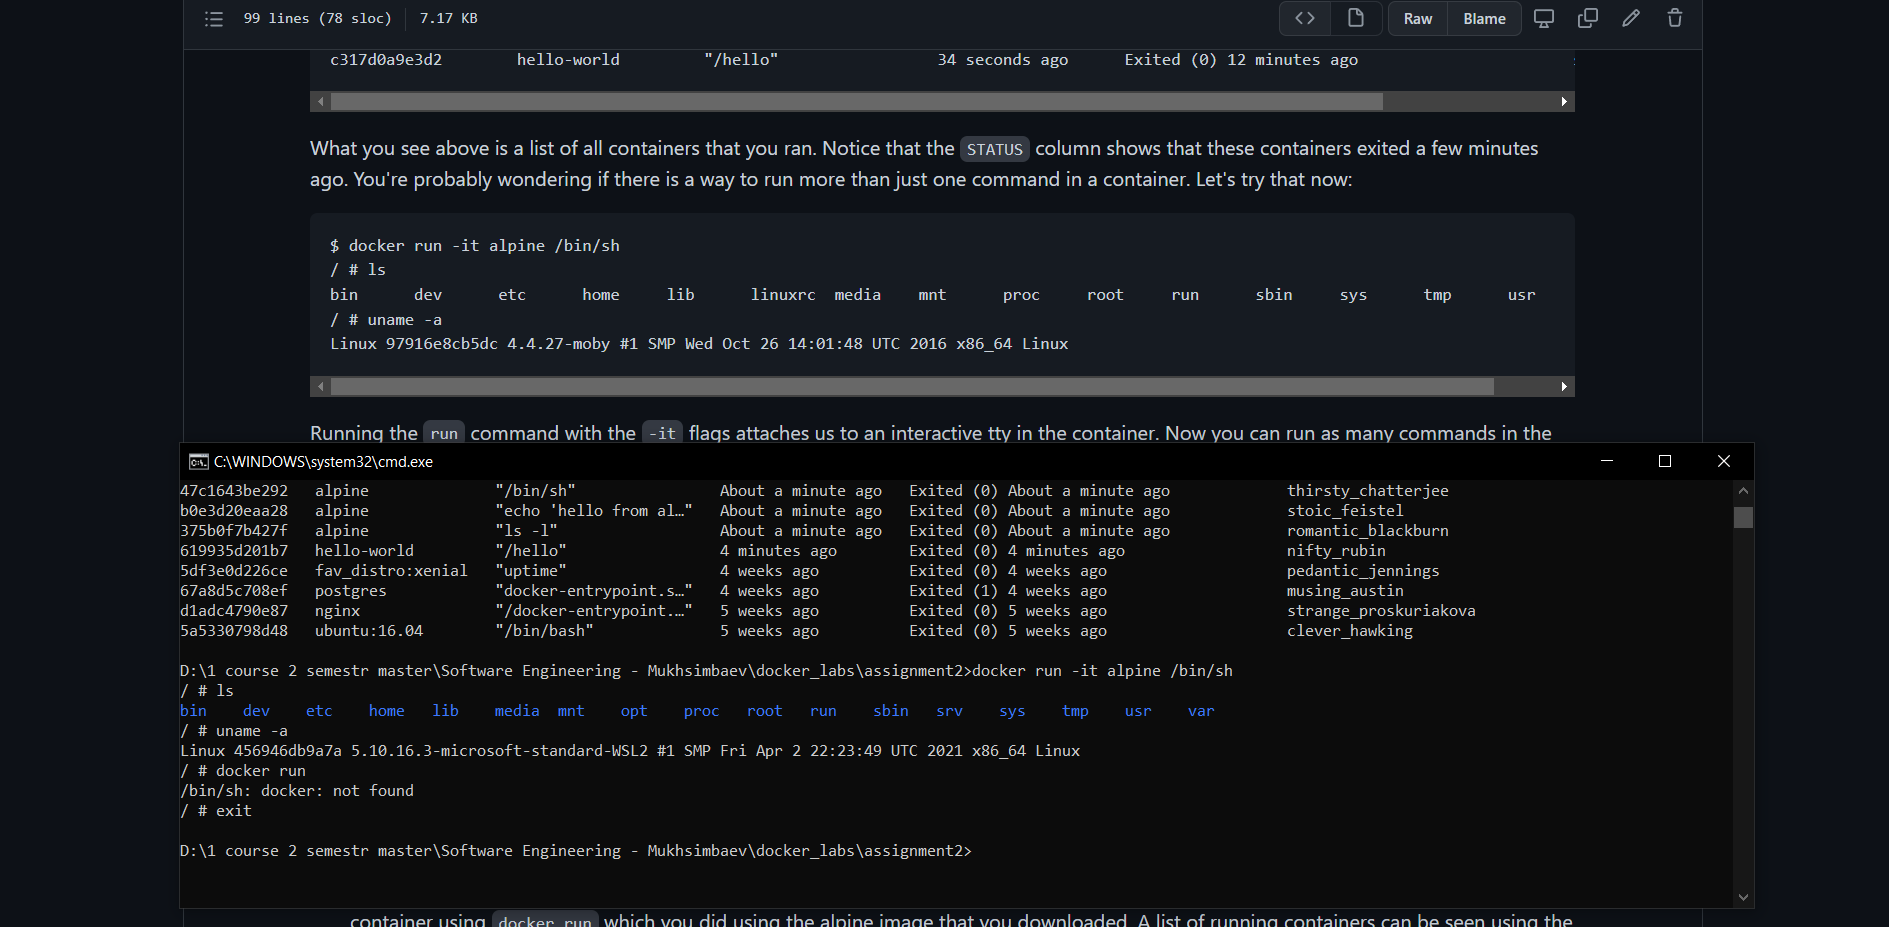 99 lines (78 sloc) 7.17 KB Raw Blame
c317d0a9e3d2 hello-world "/hello" 34 seconds ago Exited (0) 12 minutes ago
What you see above is a list of all containers that you ran. Notice that the STATUS column shows that these containers exited a few minutes
ago. You're probably wondering if there is a way to run more than just one command in a container. Let's try that now:
$ docker run -it alpine /bin/sh
/ # ls
bin dev etc home lib linuxrc media mnt proc root run sbin sys tmp usr
/ # uname -a
Linux 97916e8cb5dc 4.4.27-moby #1 SMP Wed Oct 26 14:01:48 UTC 2016 x86_64 Linux
Running the run command with the -it flags attaches us to an interactive tty in the container. Now you can run as many commands in the
C:\WINDOWS\system32\cmd.exe
47c1643be292 alpine "/bin/sh" About a minute ago Exited (0) About a minute ago thirsty_chatterjee
b0e3d20eaa28 alpine "echo 'hello from al…" About a minute ago Exited (0) About a minute ago stoic_feistel
375b0f7b427f alpine "ls -l" About a minute ago Exited (0) About a minute ago romantic_blackburn
619935d201b7 hello-world "/hello" 4 minutes ago Exited (0) 4 minutes ago nifty_rubin
5df3e0d226ce fav_distro:xenial "uptime" 4 weeks ago Exited (0) 4 weeks ago pedantic_jennings
67a8d5c708ef postgres "docker-entrypoint.s…" 4 weeks ago Exited (1) 4 weeks ago musing_austin
d1adc4790e87 nginx "/docker-entrypoint.…" 5 weeks ago Exited (0) 5 weeks ago strange_proskuriakova
5a5330798d48 ubuntu:16.04 "/bin/bash" 5 weeks ago Exited (0) 5 weeks ago clever_hawking
D:\1 course 2 semestr master\Software Engineering - Mukhsimbaev\docker_labs\assignment2>docker run -it alpine /bin/sh
/ # ls
bin dev etc home lib media mnt opt proc root run sbin srv sys tmp usr var
/ # uname -a
Linux 456946db9a7a 5.10.16.3-microsoft-standard-WSL2 #1 SMP Fri Apr 2 22:23:49 UTC 2021 x86_64 Linux
/ # docker run
/bin/sh: docker: not found
/ # exit
D:\1 course 2 semestr master\Software Engineering - Mukhsimbaev\docker_labs\assignment2>
container using docker run which you did using the alpine image that you downloaded. A list of running containers can be seen using the